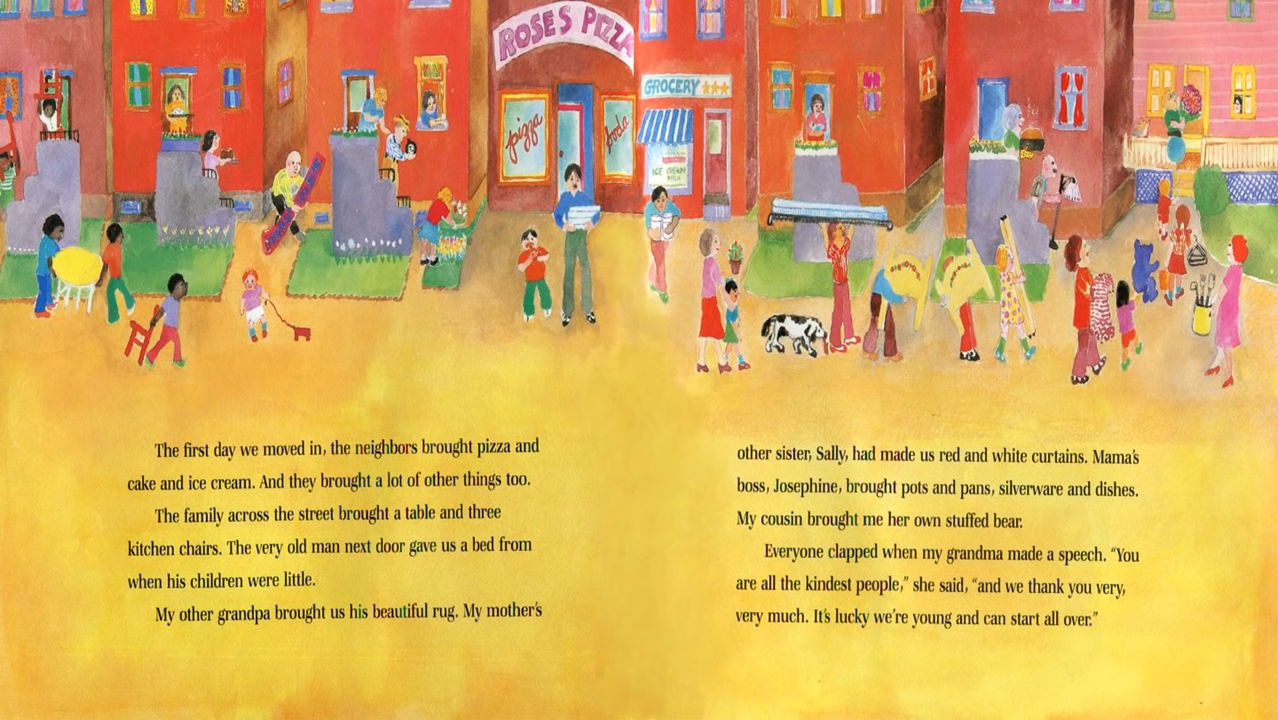 ROSE'S PIZZA
GROCERY
pizza
soda
ICE CREAM
MILK
The first day we moved in, the neighbors brought pizza and
cake and ice cream. And they brought a lot of other things too.
The family across the street brought a table and three
kitchen chairs. The very old man next door gave us a bed from
when his children were little.
My other grandpa brought us his beautiful rug. My mother's
other sister, Sally, had made us red and white curtains. Mama's
boss, Josephine, brought pots and pans, silverware and dishes.
My cousin brought me her own stuffed bear.
Everyone clapped when my grandma made a speech. “You
are all the kindest people,” she said, “and we thank you very,
very much. It's lucky we're young and can start all over.”